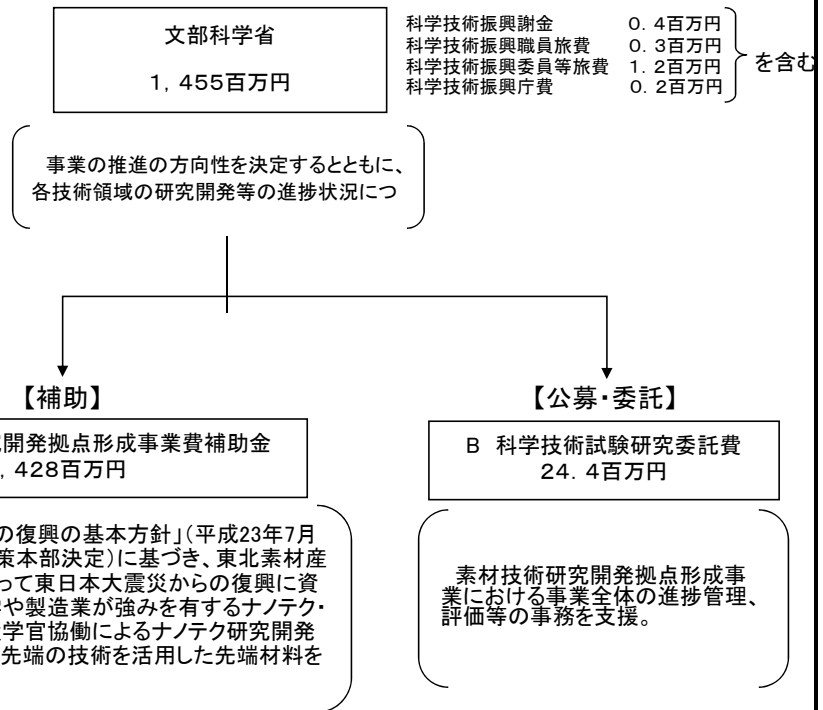 文部科学省
1,455百万円
科学技術振興謝金 0.4百万円
科学技術振興職員旅費 0.3百万円
科学技術振興委員等旅費 1.2百万円
科学技術振興庁費 0.2百万円
を含む
事業の推進の方向性を決定するとともに、
各技術領域の研究開発等の進捗状況につ
【補助】
開発拠点形成事業費補助金
,428百万円
の復興の基本方針」(平成23年7月
策本部決定)に基づき、東北素材産
って東日本大震災からの復興に資
や製造業が強みを有するナノテク・
学官協働によるナノテク研究開発
先端の技術を活用した先端材料を
【公募・委託】
B 科学技術試験研究委託費
24.4百万円
素材技術研究開発拠点形成事
業における事業全体の進捗管理、
評価等の事務を支援。